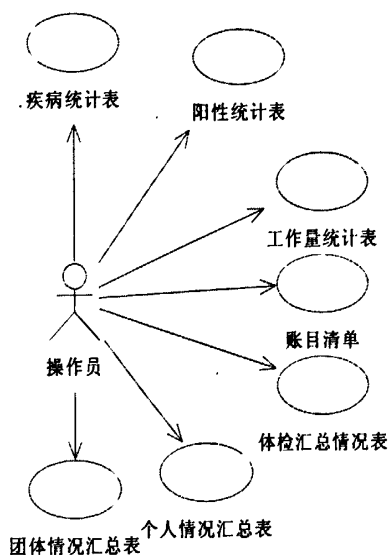 疾病统计表
阳性统计表
工作量统计表
账目清单
操作员
体检汇总情况表
个人情况汇总表
团体情况汇总表